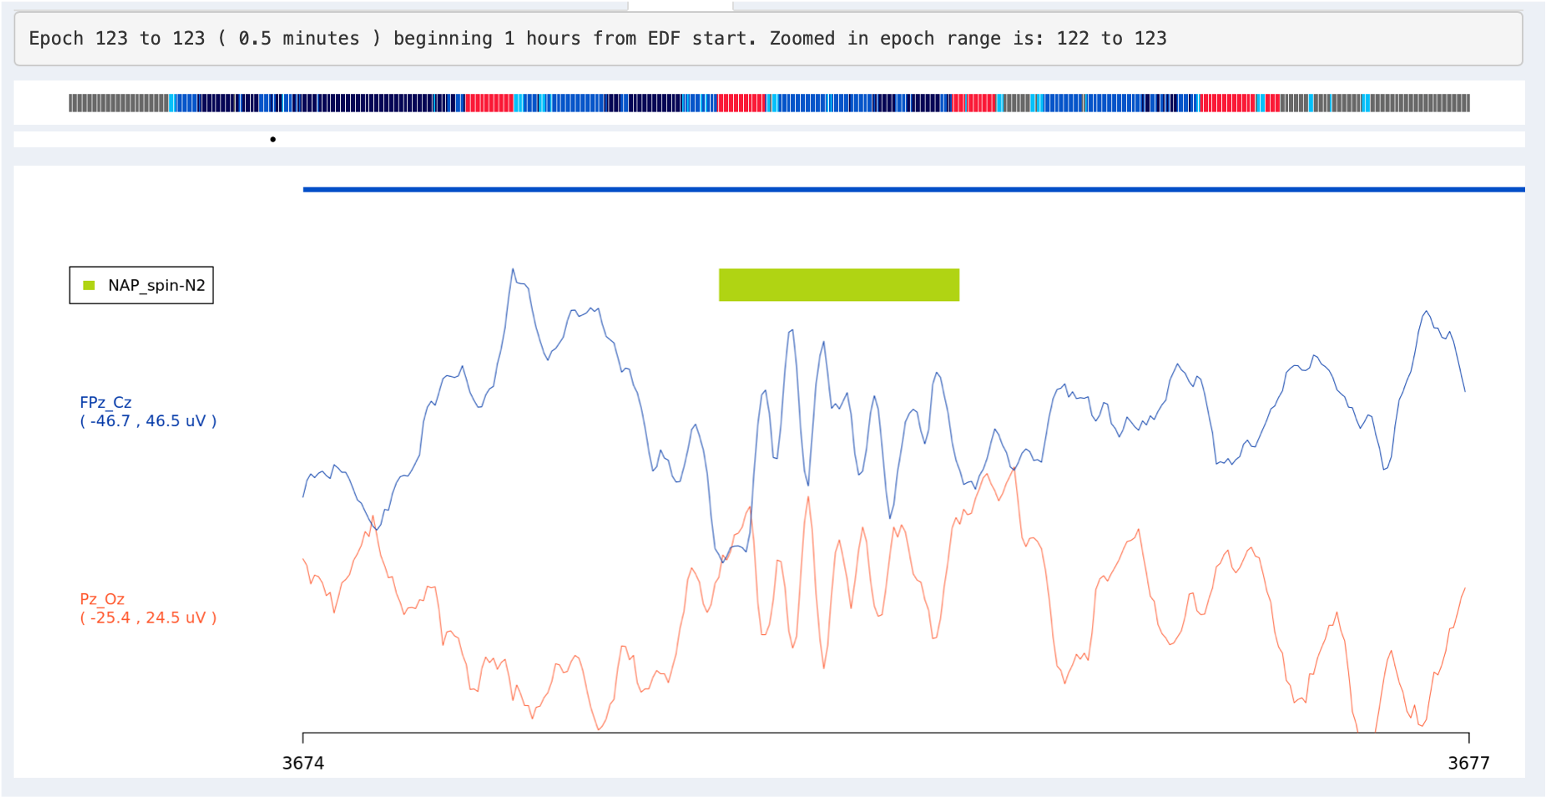 Epoch 123 to 123 ( 0.5 minutes ) beginning 1 hours from EDF start. Zoomed in epoch range is: 122 to 123
NAP_spin-N2
FPz_Cz
( -46.7 , 46.5 uV )
Pz_Oz
( -25.4 , 24.5 uV )
3674
3677